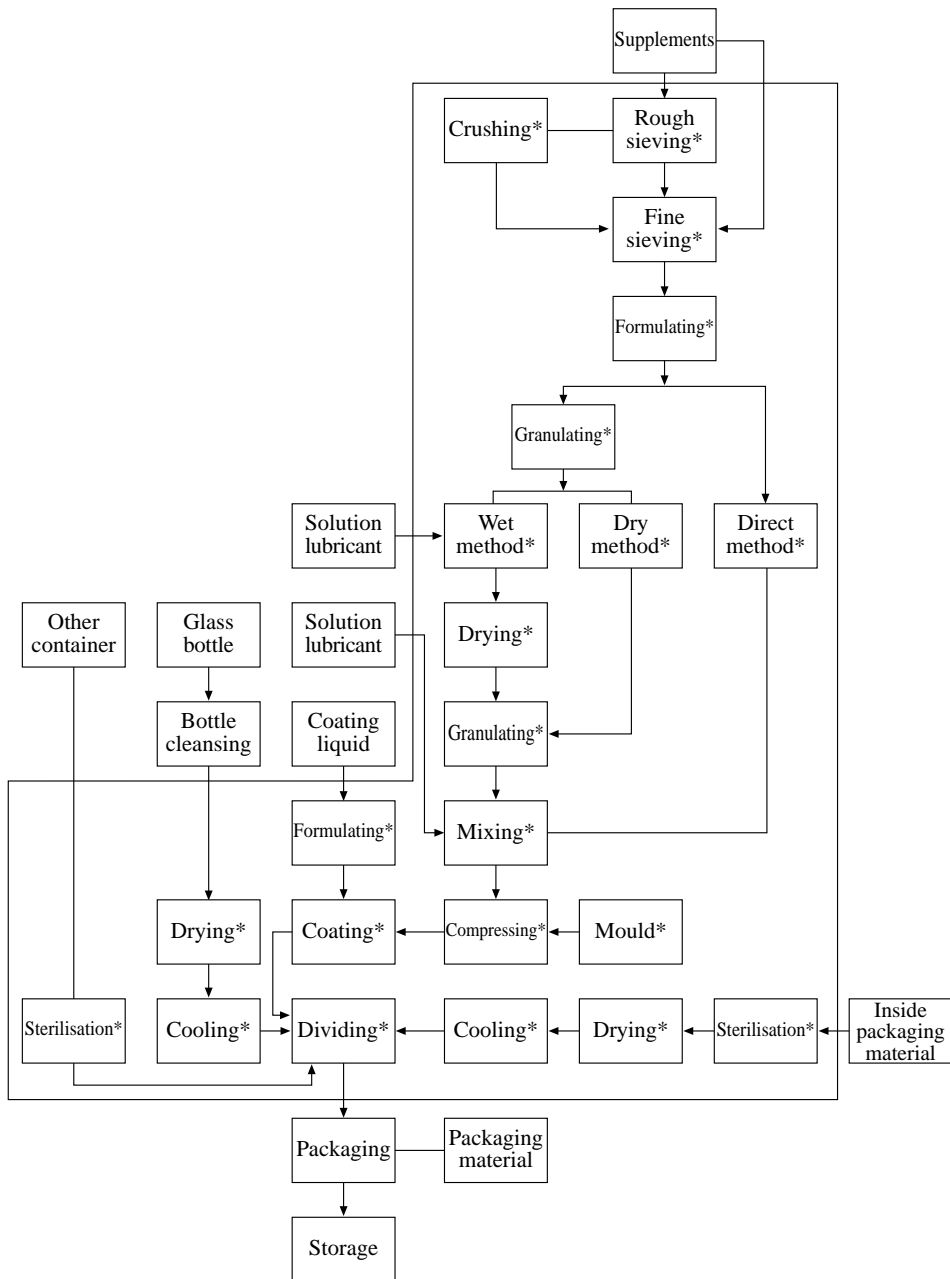 Supplements
Crushing*
Rough
sieving*
Fine
sieving*
Formulating*
Granulating*
Solution
lubricant
Wet
method*
Dry
method*
Direct
method*
Other
container
Glass
bottle
Solution
lubricant
Drying*
Bottle
cleansing
Coating
liquid
Granulating*
Formulating*
Mixing*
Drying*
Coating*
Compressing*
Mould*
Sterilisation*
Cooling*
Dividing*
Cooling*
Drying*
Sterilisation*
Inside
packaging
material
Packaging
Packaging
material
Storage